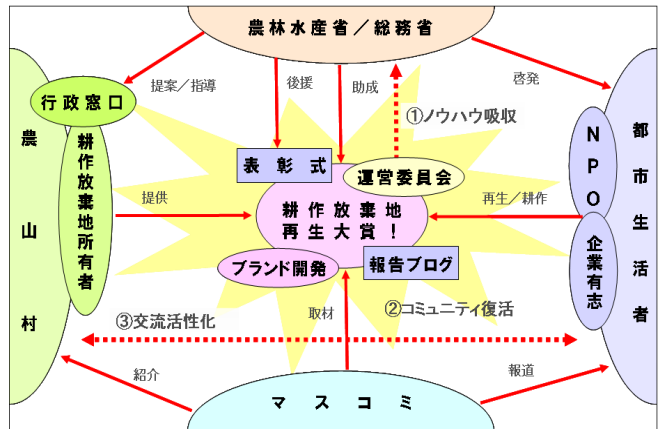 農林水産省／総務省
提案／指導
後援
助成
啓発
行政窓口
①ノウハウ吸収
農山村
耕作放棄地所有者
表彰式
運営委員会
NPO
都市生活者
提供
耕作放棄地
再生大賞！
再生／耕作
企業有志
ブランド開発
報告ブログ
③交流活性化
取材
②コミュニティ復活
紹介
報道
マスコミ